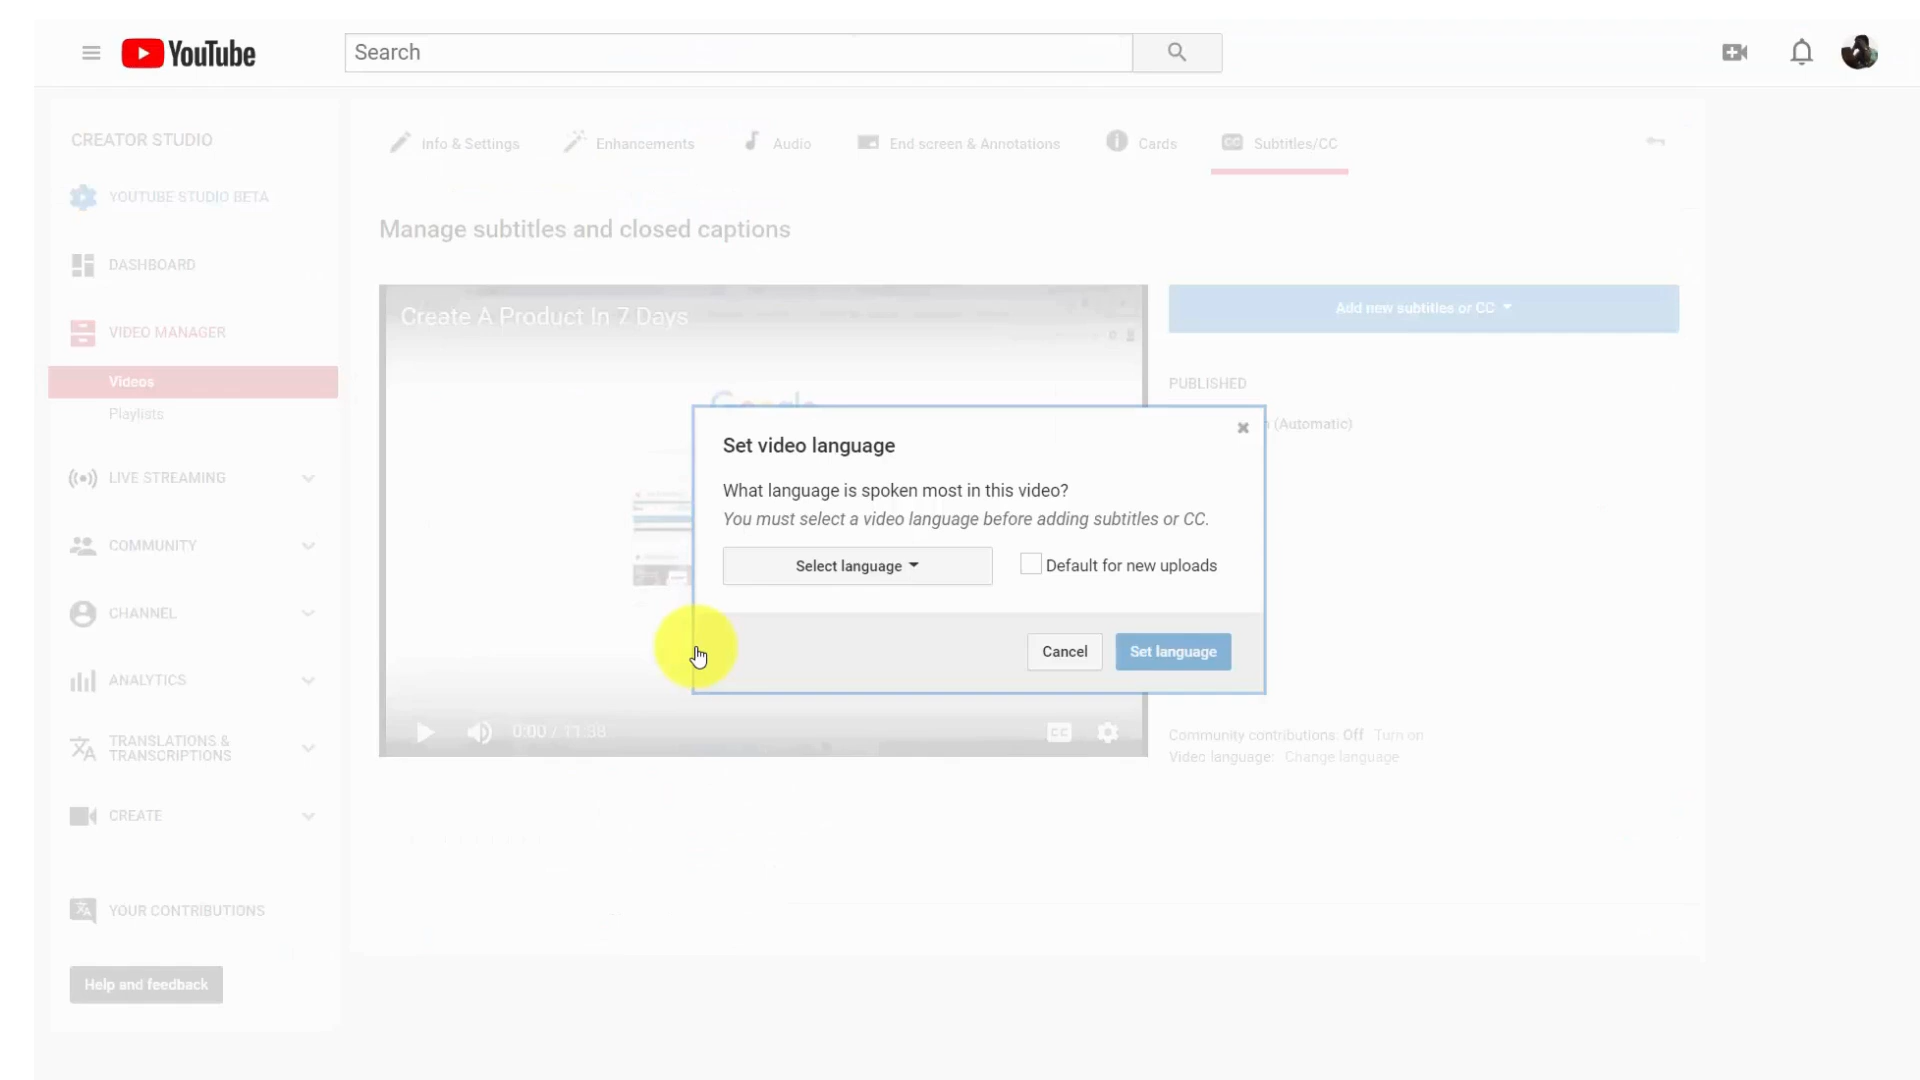 YouTube
Search
CREATOR STUDIO
YOUTUBE STUDIO BETA
DASHBOARD
VIDEO MANAGER
Videos
Playlists
LIVE STREAMING
COMMUNITY
CHANNEL
ANALYTICS
TRANSLATIONS &
TRANSCRIPTIONS
CREATE
YOUR CONTRIBUTIONS
Help and feedback
Info & Settings
Enhancements
Audio
End screen & Annotations
Cards
CC Subtitles/CC
Manage subtitles and closed captions
Create A Product In 7 Days
Google
0:00 / 11:38
CC
Add new subtitles or CC
PUBLISHED
(Automatic)
Set video language
What language is spoken most in this video?
You must select a video language before adding subtitles or CC.
Select language
Default for new uploads
Cancel
Set language
Community contributions: Off Turn on
Video language: Change language